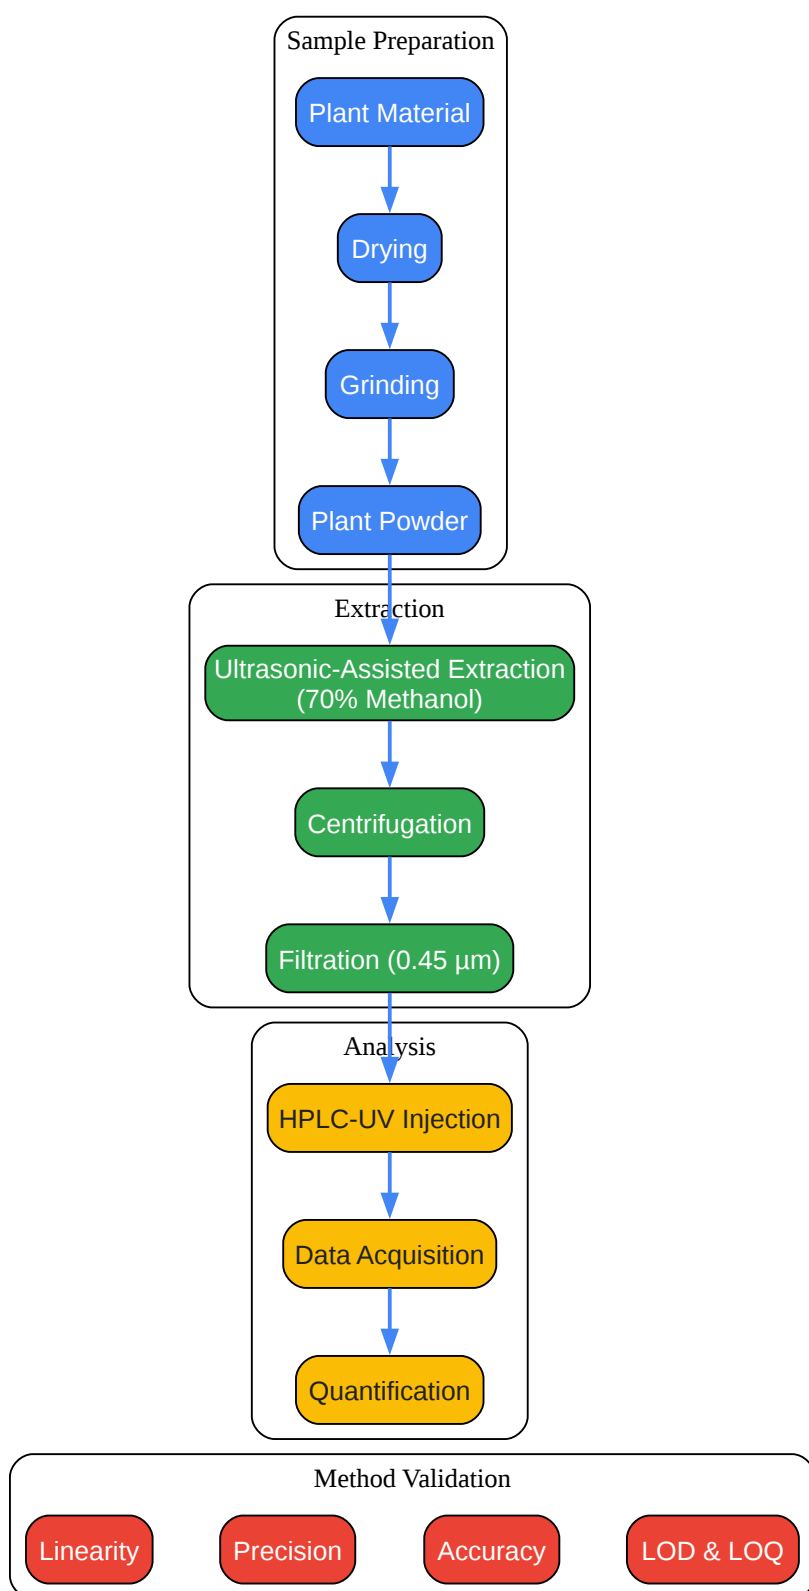 Sample Preparation
Plant Material
Drying
Grinding
Plant Powder
Extraction
Ultrasonic-Assisted Extraction
(70% Methanol)
Centrifugation
Filtration (0.45 µm)
Analysis
HPLC-UV Injection
Data Acquisition
Quantification
Method Validation
Linearity
Precision
Accuracy
LOD & LOQ